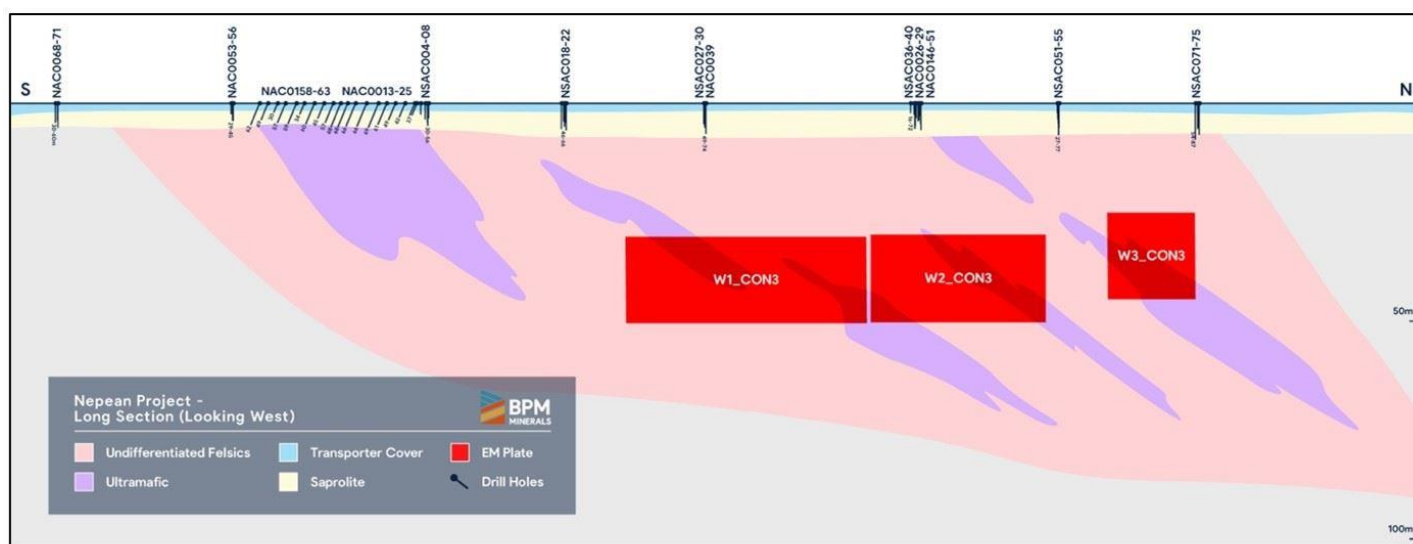 S
NAC0068-71
NAC0053-56
NAC0158-63
NAC0013-25
NSAC004-08
NSAC018-22
NSAC027-30
NAC0039
NSAC036-40
NAC0026-29
NAC0146-51
NSAC051-55
NSAC071-75
N
W1_CON3
W2_CON3
W3_CON3
50m
100m
Nepean Project -
Long Section (Looking West)
BPM
MINERALS
Undifferentiated Felsics
Transporter Cover
EM Plate
Ultramafic
Saprolite
Drill Holes